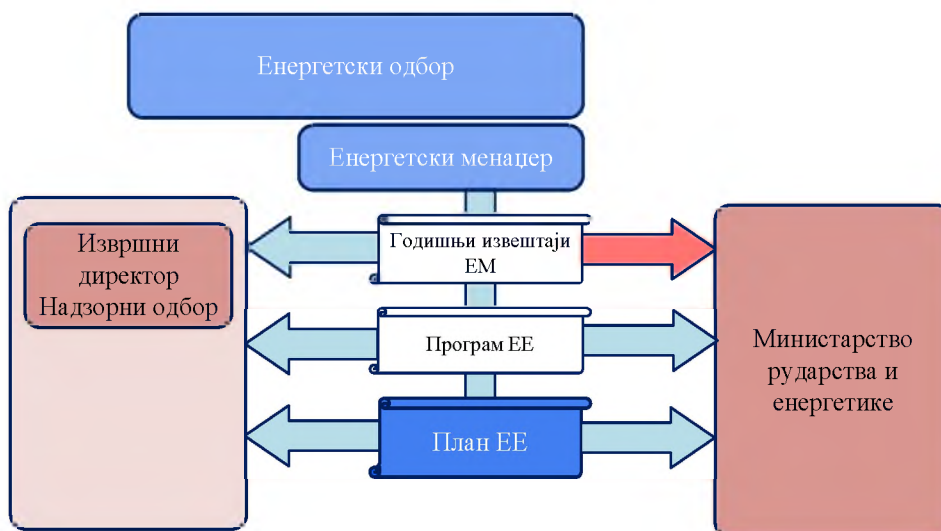 Енергетски одбор
Енергетски менаџер
Извршни
директор
Надзорни одбор
Годишњи извештаји
ЕМ
Програм ЕЕ
План ЕЕ
Министарство
рударства и
енергетике